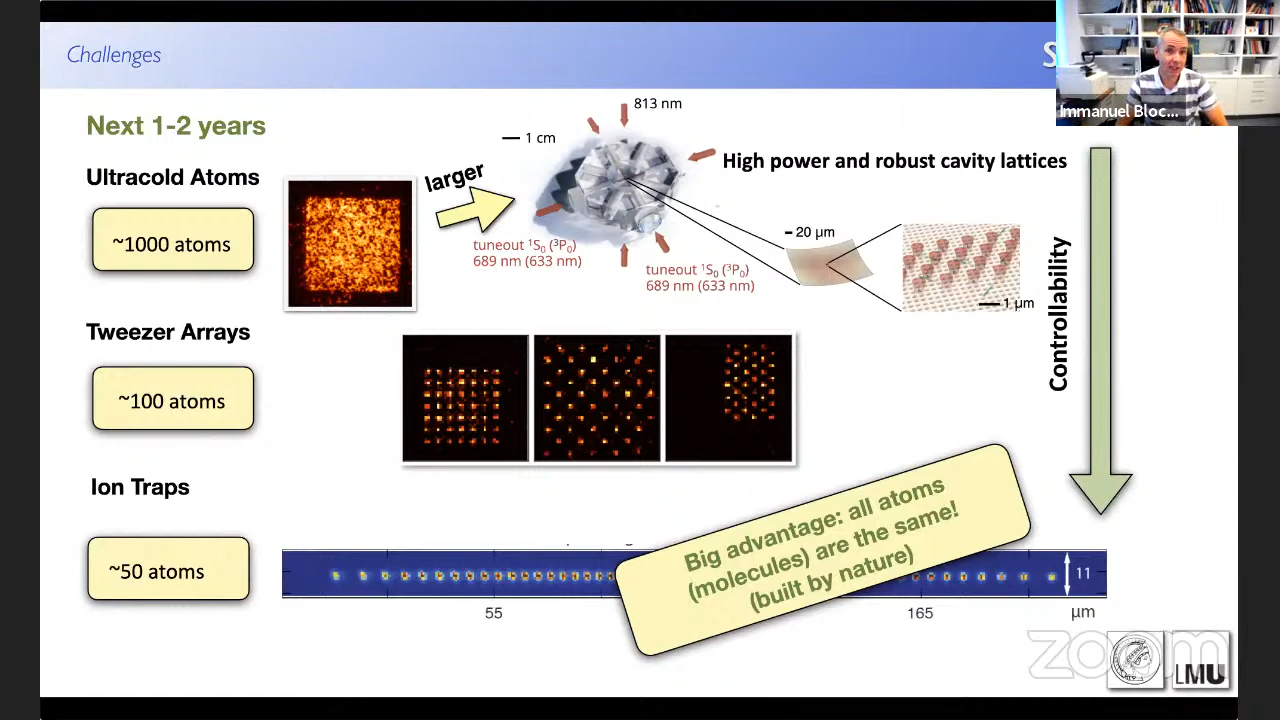 Challenges
S
Immanuel Bloc...
Next 1-2 years
813 nm
1 cm
High power and robust cavity lattices
Ultracold Atoms
larger
~1000 atoms
20 µm
tuneout ¹S₀ (³P₀)
689 nm (633 nm)
tuneout ¹S₀ (³P₀)
689 nm (633 nm)
1 µm
Controllability
Tweezer Arrays
~100 atoms
Ion Traps
Big advantage: all atoms
(molecules) are the same!
(built by nature)
~50 atoms
11
55
165
µm
zoom
LMU